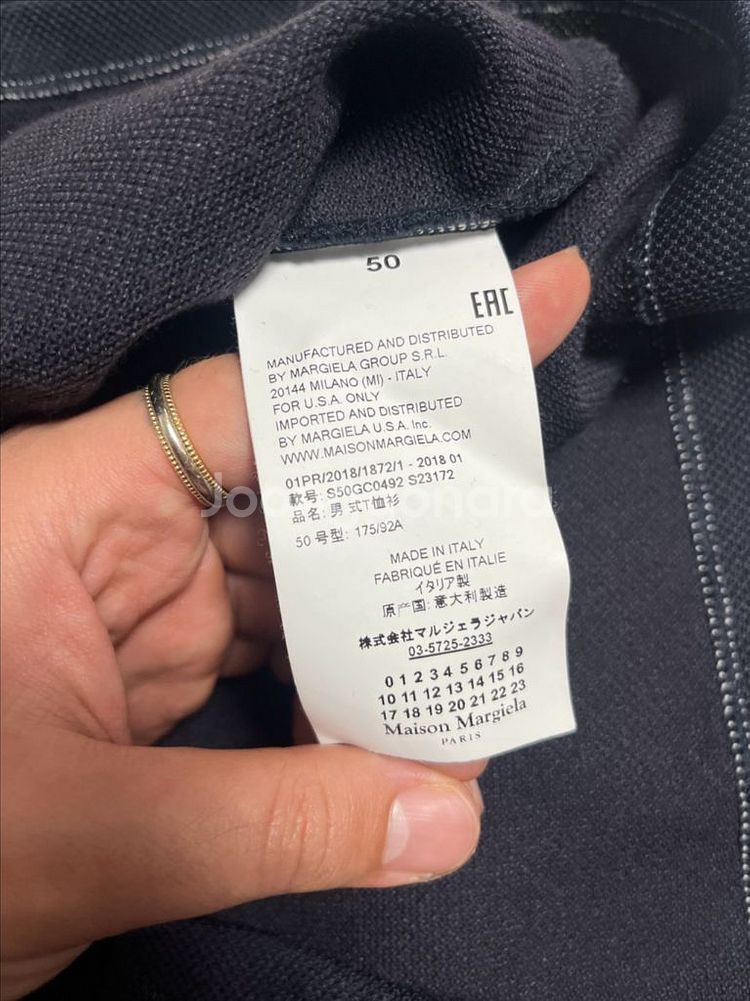 50
EAC
MANUFACTURED AND DISTRIBUTED
BY MARGIELA GROUP S.R.L.
20144 MILANO (MI) - ITALY
FOR U.S.A. ONLY
IMPORTED AND DISTRIBUTED
BY MARGIELA U.S.A. Inc.
WWW.MAISONMARGIELA.COM
01PR/2018/1872/1 - 2018 01
款号: S50GC0492 S23172
品名: 男式T恤衫
50 号型: 175/92A
MADE IN ITALY
FABRIQUÉ EN ITALIE
イタリア製
原产国: 意大利製造
株式会社マルジェラジャパン
03-5725-2333
0 1 2 3 4 5 6 7 8 9
10 11 12 13 14 15 16
17 18 19 20 21 22 23
Maison Margiela
PARIS